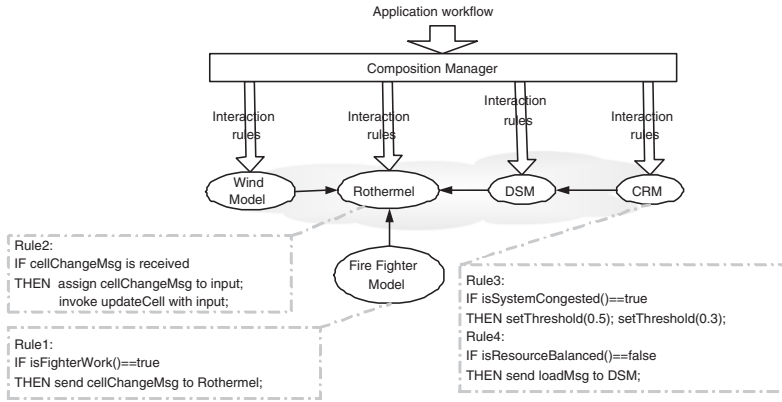 Application workflow
Composition Manager
Interaction
rules
Interaction
rules
Interaction
rules
Interaction
rules
Wind
Model
Rothermel
DSM
CRM
Rule2:
IF cellChangeMsg is received
THEN assign cellChangeMsg to input;
invoke updateCell with input;
Fire Fighter
Model
Rule3:
IF isSystemCongested()==true
THEN setThreshold(0.5); setThreshold(0.3);
Rule4:
IF isResourceBalanced()==false
THEN send loadMsg to DSM;
Rule1:
IF isFighterWork()==true
THEN send cellChangeMsg to Rothermel;